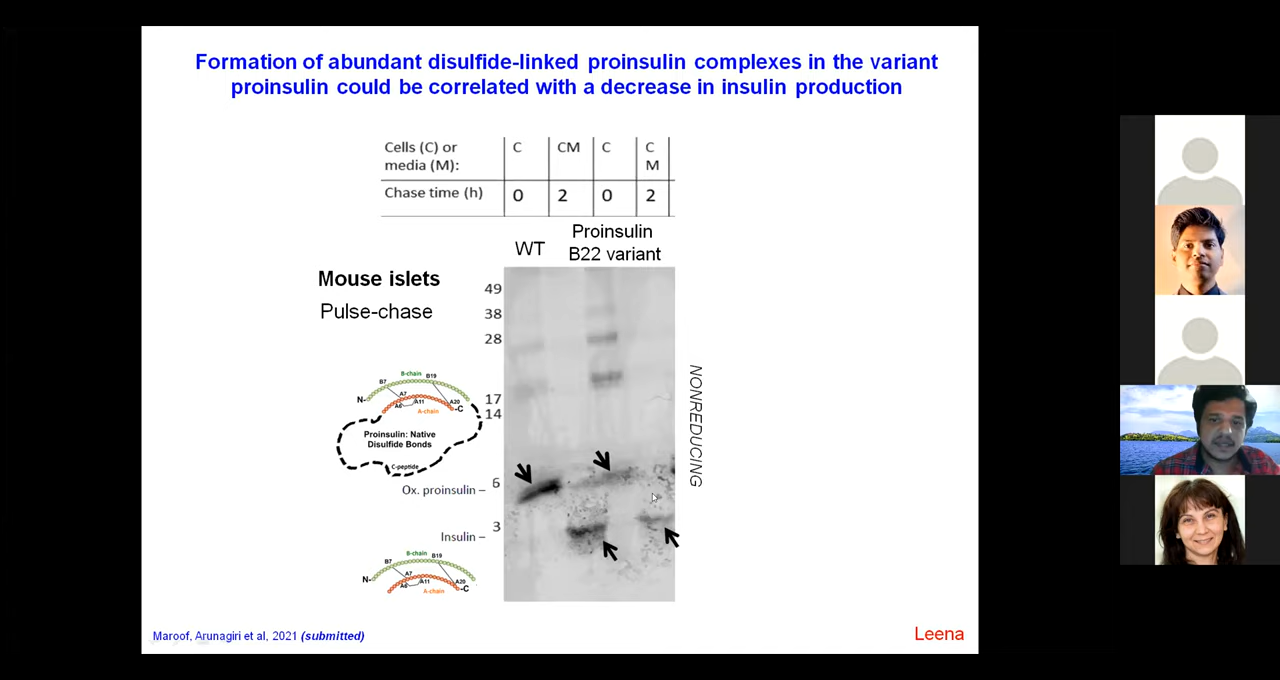 Formation of abundant disulfide-linked proinsulin complexes in the variant
proinsulin could be correlated with a decrease in insulin production
Cells (C) or
media (M):
C
CM
C
C
M
Chase time (h)
0
2
0
2
WT
Proinsulin
B22 variant
Mouse islets
Pulse-chase
49
38
28
17
14
6
3
NONREDUCING
B-chain
B7
B19
N-
A7
A6
A11
A20
-C
A-chain
Proinsulin: Native
Disulfide Bonds
C-peptide
Ox. proinsulin –
Insulin –
B-chain
B7
B19
N-
A7
A6
A11
A20
-C
A-chain
Maroof, Arunagiri et al, 2021 (submitted)
Leena